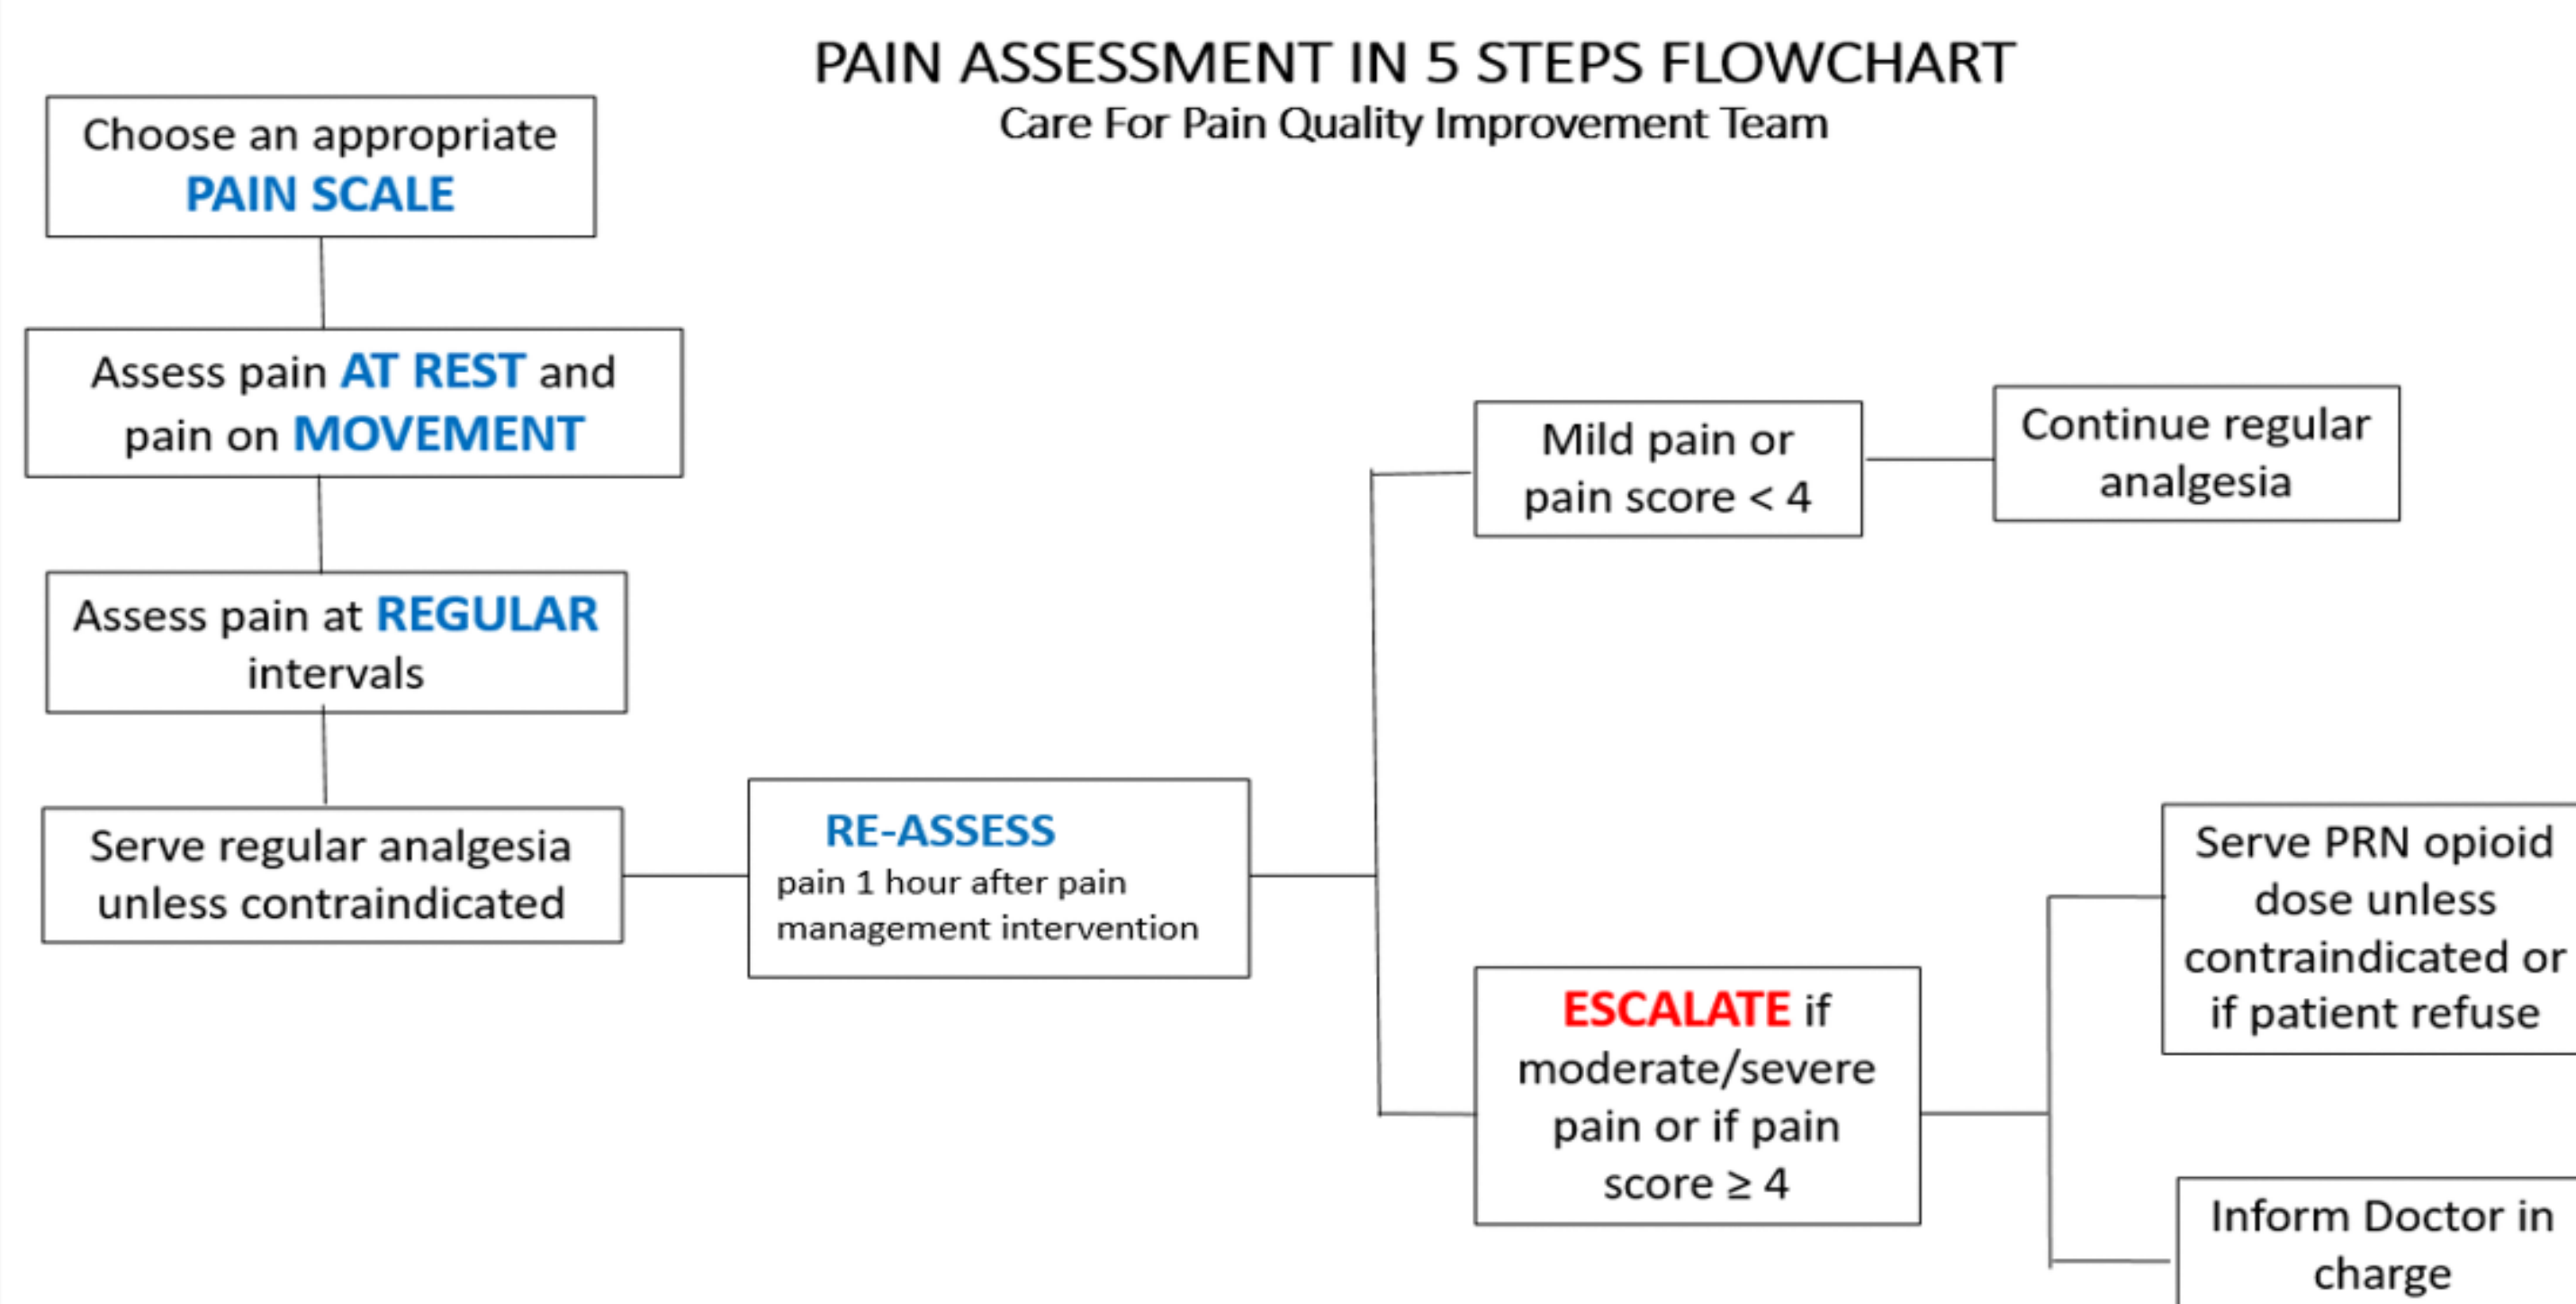 PAIN ASSESSMENT IN 5 STEPS FLOWCHART
Care For Pain Quality Improvement Team
Choose an appropriate
PAIN SCALE
Assess pain AT REST and
pain on MOVEMENT
Assess pain at REGULAR
intervals
Serve regular analgesia
unless contraindicated
RE-ASSESS
pain 1 hour after pain
management intervention
Mild pain or
pain score < 4
Continue regular
analgesia
ESCALATE if
moderate/severe
pain or if pain
score ≥ 4
Serve PRN opioid
dose unless
contraindicated or
if patient refuse
Inform Doctor in
charge